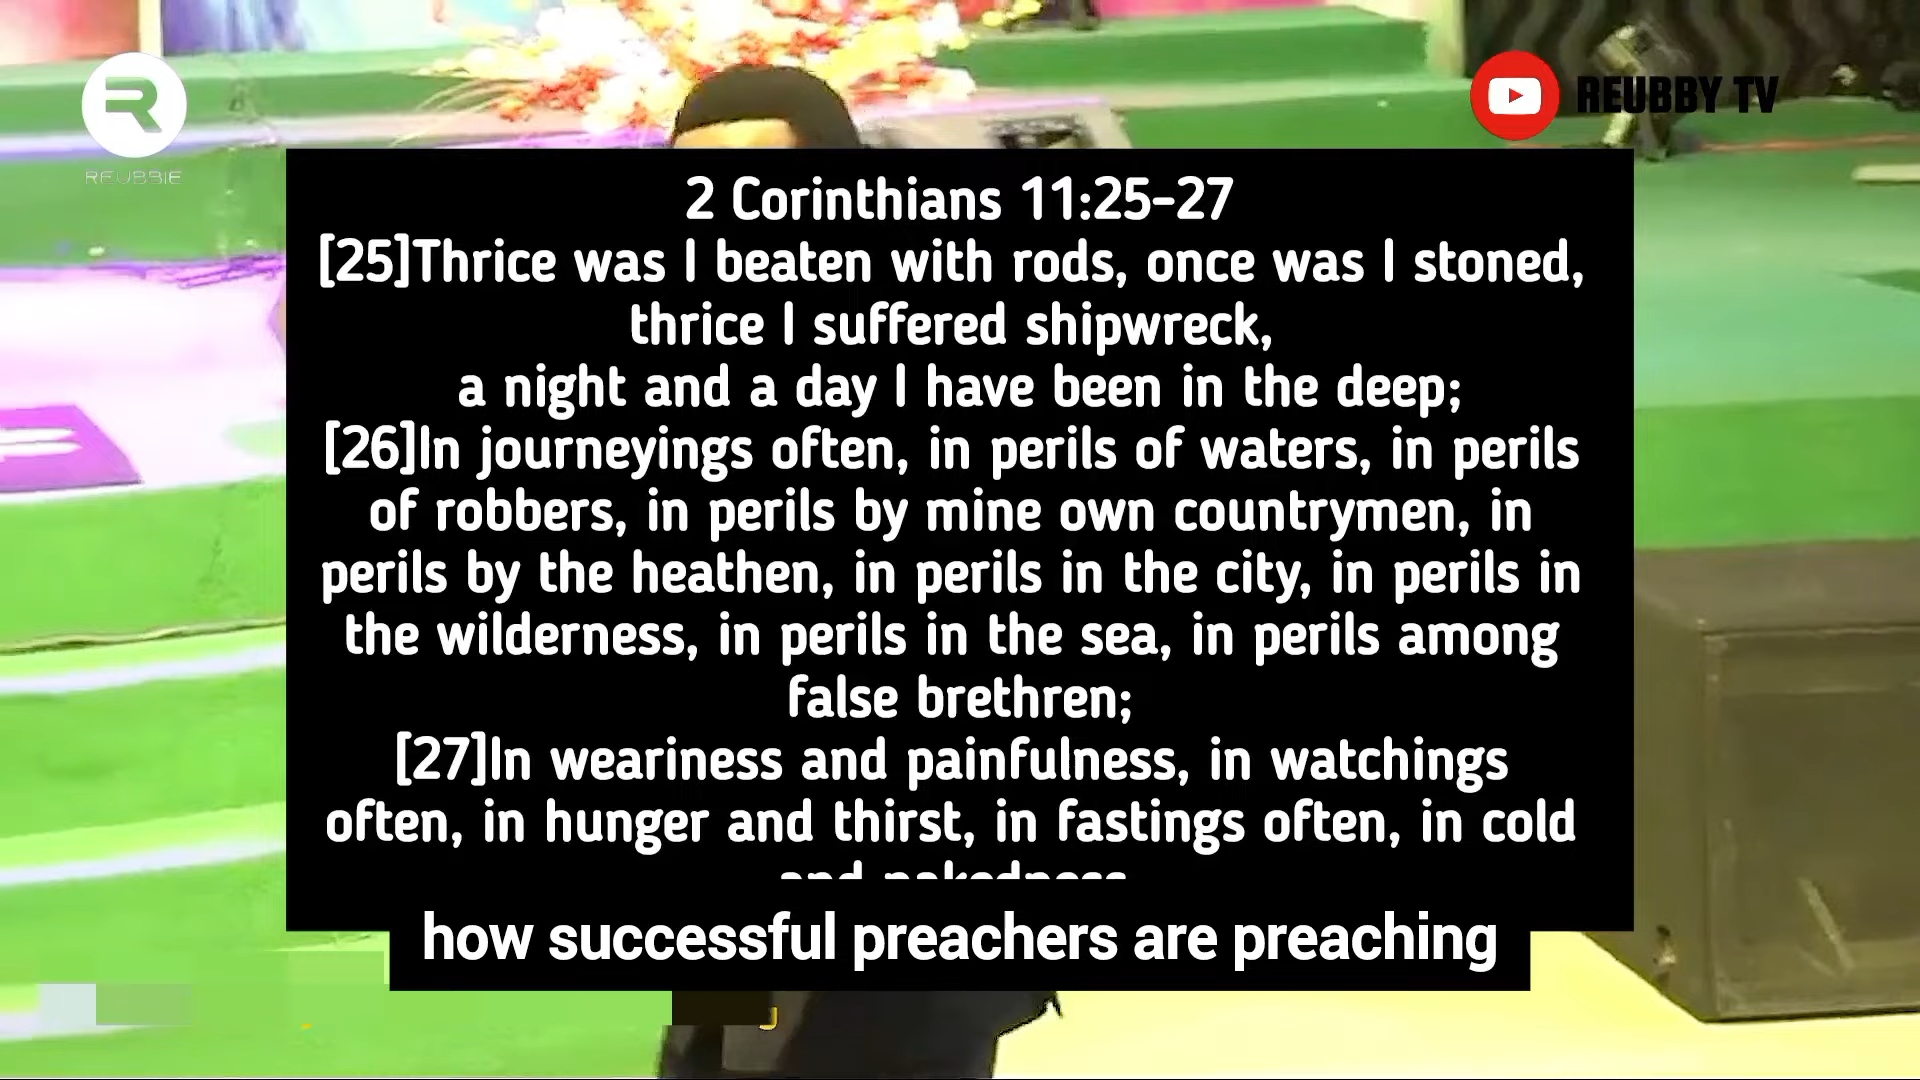 REUBBIE
REUBBY TV
2 Corinthians 11:25-27
[25]Thrice was I beaten with rods, once was I stoned,
thrice I suffered shipwreck,
a night and a day I have been in the deep;
[26]In journeyings often, in perils of waters, in perils
of robbers, in perils by mine own countrymen, in
perils by the heathen, in perils in the city, in perils in
the wilderness, in perils in the sea, in perils among
false brethren;
[27]In weariness and painfulness, in watchings
often, in hunger and thirst, in fastings often, in cold
and nakedness
how successful preachers are preaching